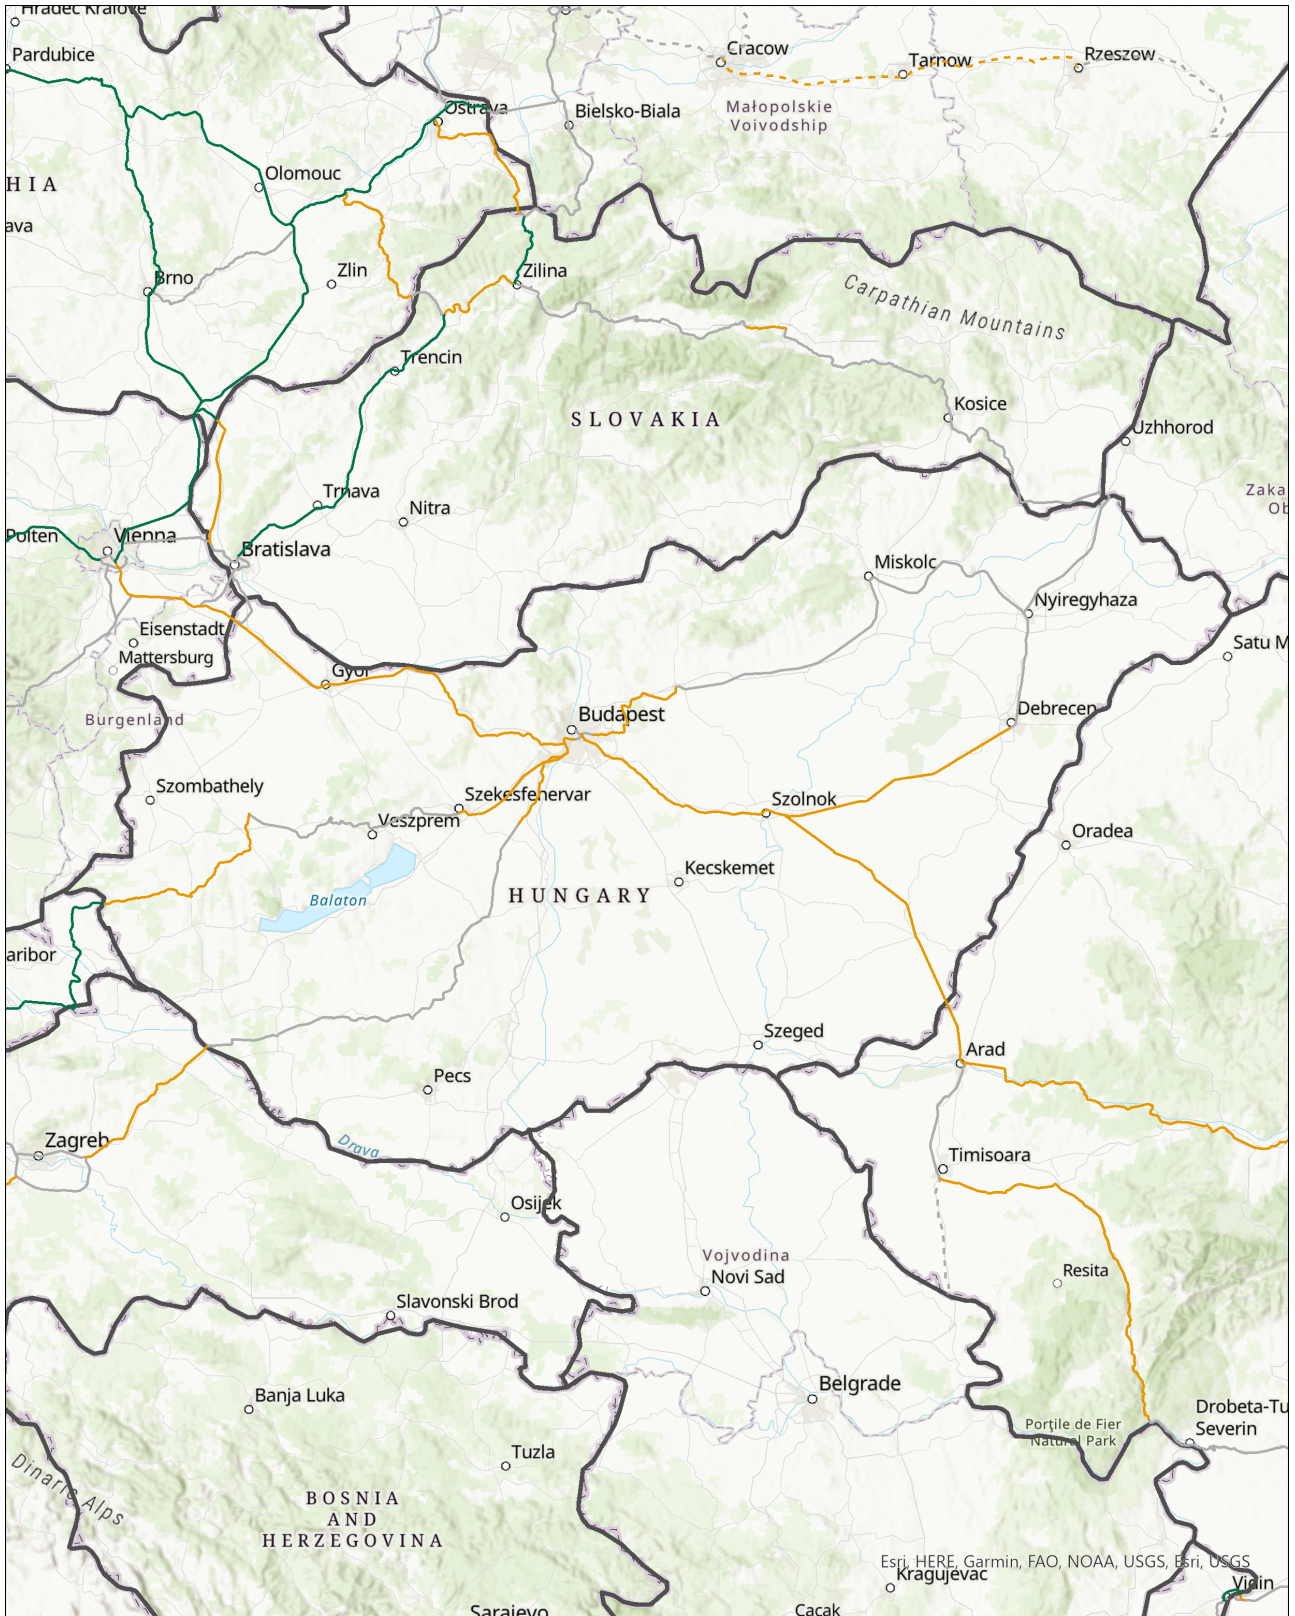 Hradec Kralove
Pardubice
Cracow
Tarnow
Rzeszow
Ostrava
Bielsko-Biala
Małopolskie
Voivodship
Olomouc
HIA
ava
Brno
Zlin
Zilina
Carpathian Mountains
Trencin
SLOVAKIA
Kosice
Uzhhorod
Trnava
Nitra
Zaka
Ob
Polten
Vienna
Bratislava
Miskolc
Nyiregyhaza
Eisenstadt
Mattersburg
Satu M
Gyor
Burgenland
Budapest
Debrecen
Szombathely
Szekesfehervar
Szolnok
Veszprem
Oradea
Kecskemet
Balaton
HUNGARY
aribor
Szeged
Arad
Pecs
Zagreb
Drava
Timisoara
Osijek
Vojvodina
Novi Sad
Resita
Slavonski Brod
Belgrade
Banja Luka
Drobeta-Tu
Severin
Porţile de Fier
Natural Park
Tuzla
Dinaric Alps
BOSNIA
AND
HERZEGOVINA
Esri, HERE, Garmin, FAO, NOAA, USGS, Esri, USGS
Kragujevac
Vidin
Sarajevo
Cacak